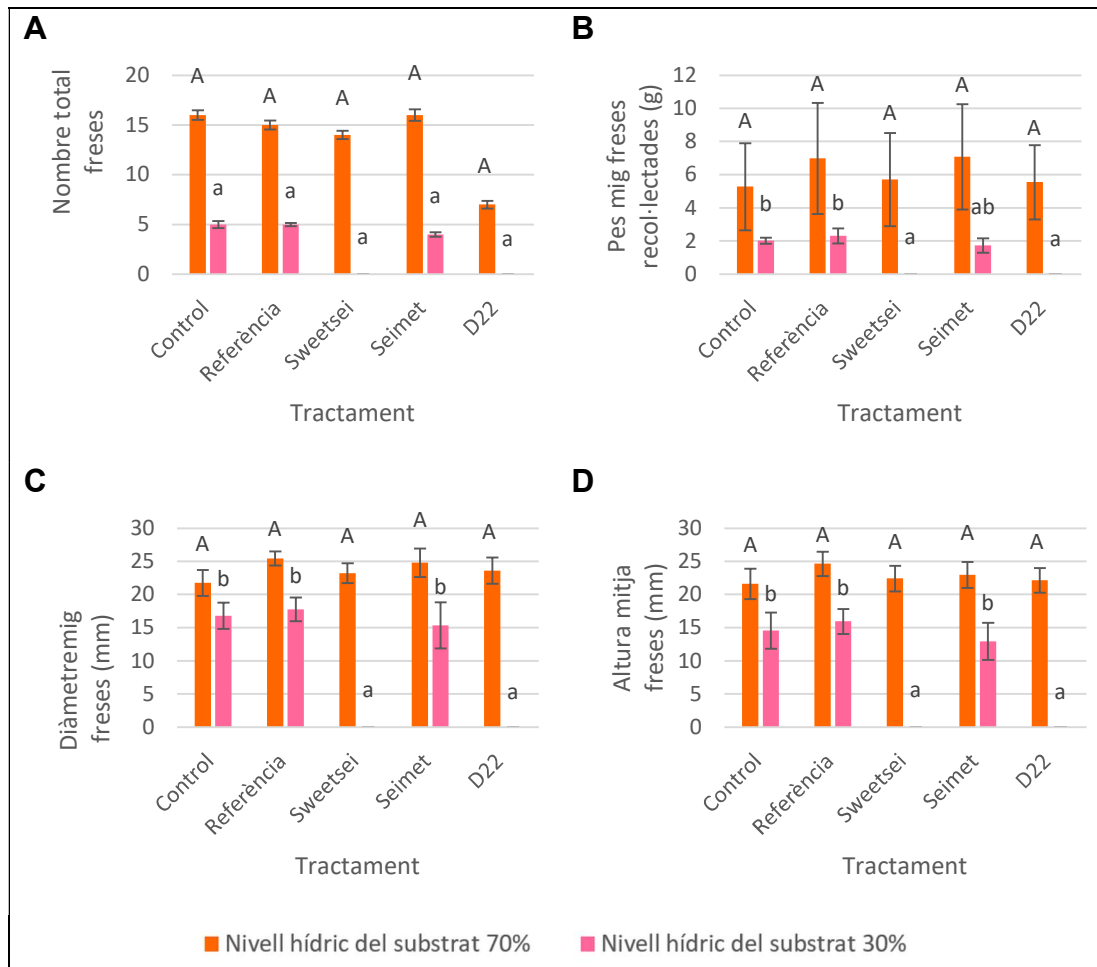 A
Nombre total
freses
20
15
10
5
0
A
A
A
A
A
a
a
a
a
a
Control
Referència
Sweetsei
Seimet
D22
Tractament
B
Pes mig freses
recol·lectades (g)
12
10
8
6
4
2
0
A
A
A
A
A
b
b
a
ab
a
Control
Referència
Sweetsei
Seimet
D22
Tractament
C
Diàmetremig
freses (mm)
30
25
20
15
10
5
0
A
A
A
A
A
b
b
a
b
a
Control
Referència
Sweetsei
Seimet
D22
Tractament
D
Altura mitja
freses (mm)
30
25
20
15
10
5
0
A
A
A
A
A
b
b
a
b
a
Control
Referència
Sweetsei
Seimet
D22
Tractament
Nivell hídric del substrat 70%
Nivell hídric del substrat 30%